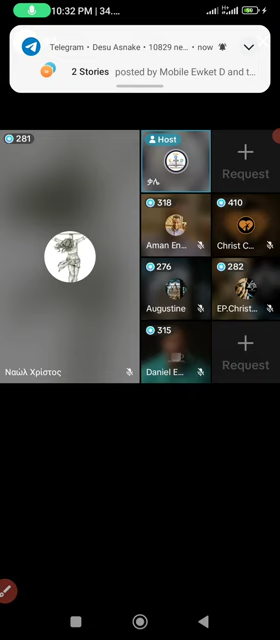 10:32 PM | 34....
Telegram • Desu Asnake • 10829 ne... • now
2 Stories posted by Mobile Ewket D and t...
281
Host
ቃሌ
Request
318
Aman En...
410
Christ C...
276
Augustine
282
EP.Christ...
315
Daniel E...
Request
Ναώλ Χρίστος